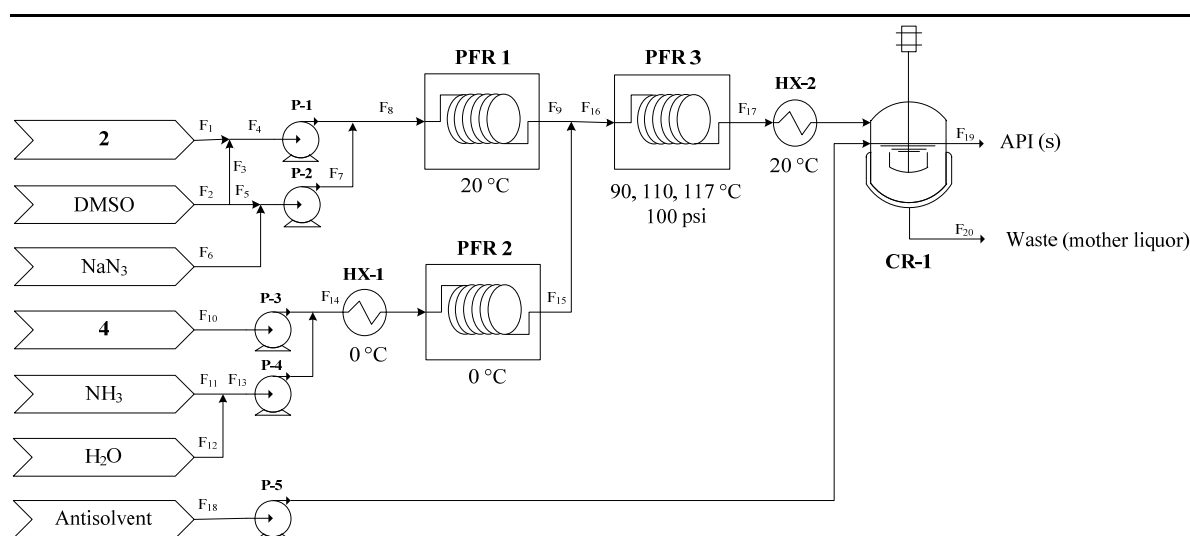 PFR 1
PFR 3
HX-2
P-1
F1
F4
F8
F9
F16
F17
2
F3
P-2
F7
F19
API (s)
F2
F5
20 °C
90, 110, 117 °C
20 °C
DMSO
100 psi
F6
NaN3
PFR 2
F20
Waste (mother liquor)
HX-1
CR-1
P-3
F14
F15
F10
4
0 °C
P-4
0 °C
F11
F13
NH3
F12
H2O
P-5
F18
Antisolvent